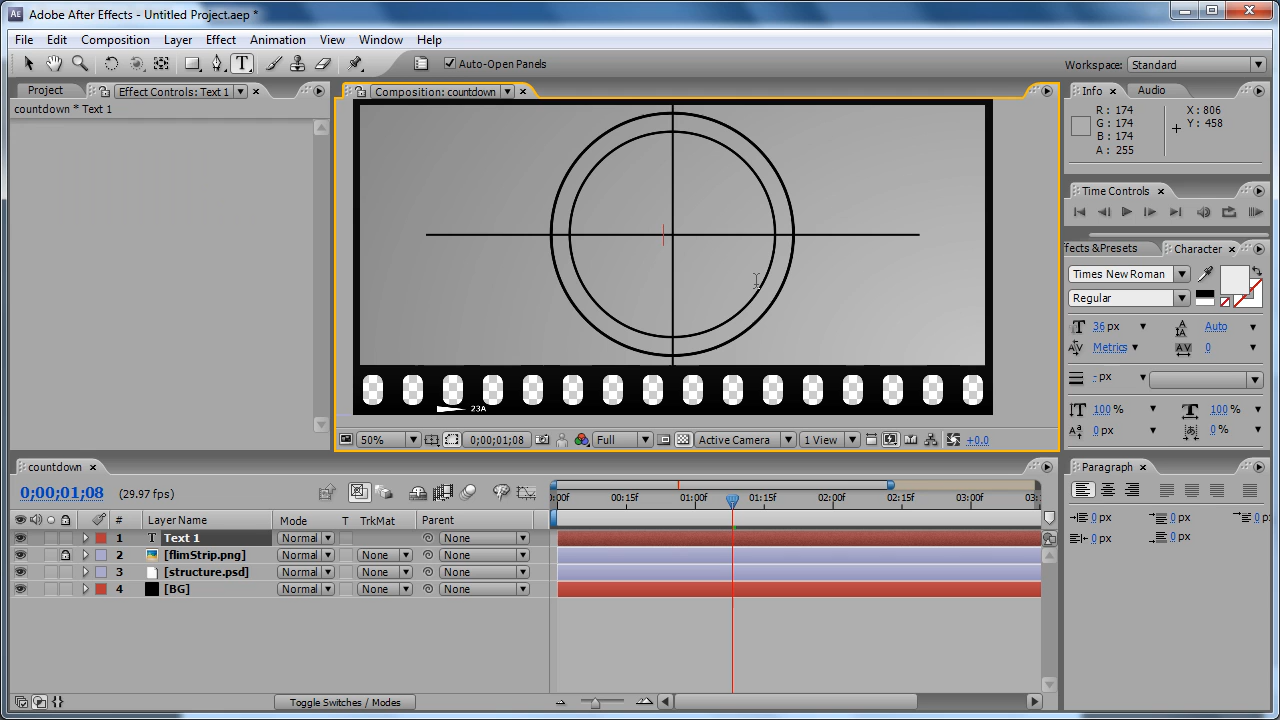 Adobe After Effects - Untitled Project.aep *
File Edit Composition Layer Effect Animation View Window Help
T Auto-Open Panels Workspace: Standard
Project Effect Controls: Text 1
countdown * Text 1
Composition: countdown
23A
50% 0;00;01;08 Full Active Camera 1 View +0.0
Info Audio
R : 174 X : 806
G : 174 Y : 458
B : 174
A : 255
Time Controls
ffects &Presets Character
Times New Roman
Regular
36 px Auto
Metrics 0
- px
100 % 100 %
0 px 0 %
Paragraph
0 px 0 px 0 px
0 px 0 px
countdown
0;00;01;08 (29.97 fps)
:00f 00:15f 01:00f 01:15f 02:00f 02:15f 03:00f 03:
# Layer Name Mode T TrkMat Parent
1 T Text 1 Normal None
2 [flimStrip.png] Normal None None
3 [structure.psd] Normal None None
4 [BG] Normal None None
Toggle Switches / Modes